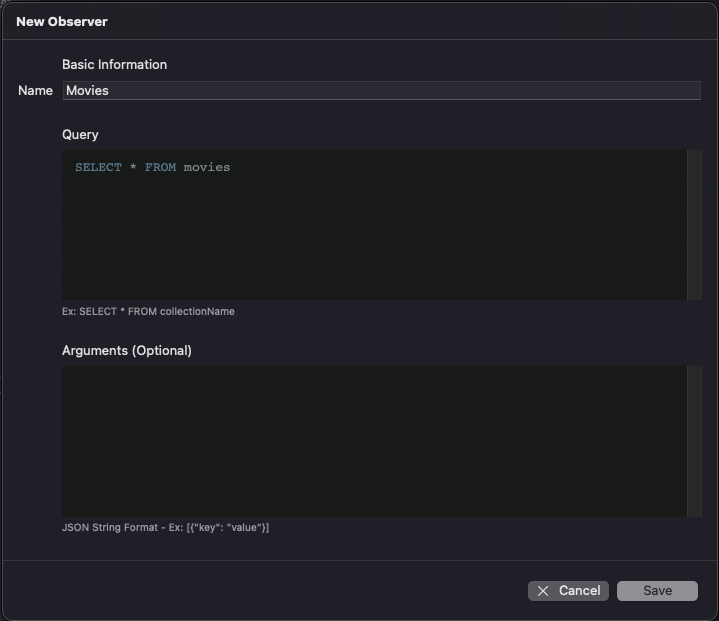 New Observer
Basic Information
Name Movies
Query
SELECT * FROM movies
Ex: SELECT * FROM collectionName
Arguments (Optional)
JSON String Format - Ex: [{"key": "value"}]
Cancel Save